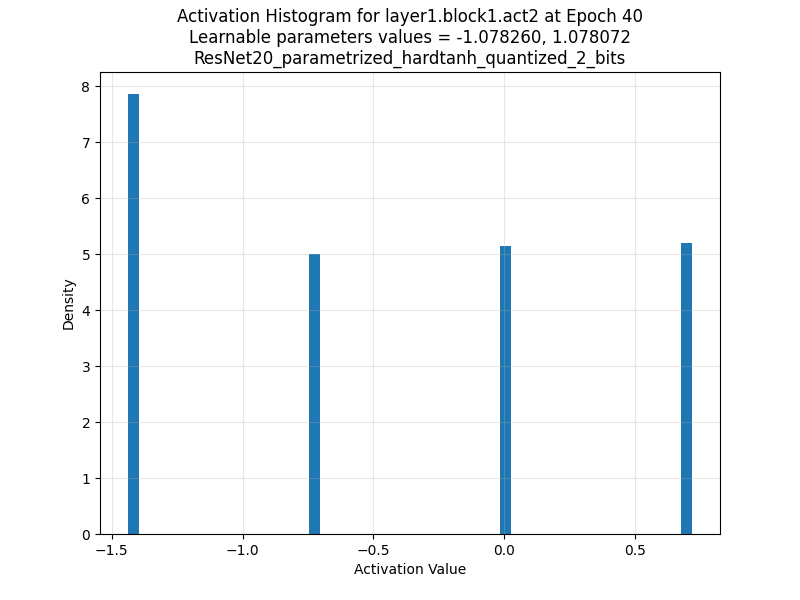 Activation Histogram for layer1.block1.act2 at Epoch 40
Learnable parameters values = -1.078260, 1.078072
ResNet20_parametrized_hardtanh_quantized_2_bits
8
7
6
5
4
3
2
1
0
Density
−1.5
−1.0
−0.5
0.0
0.5
Activation Value